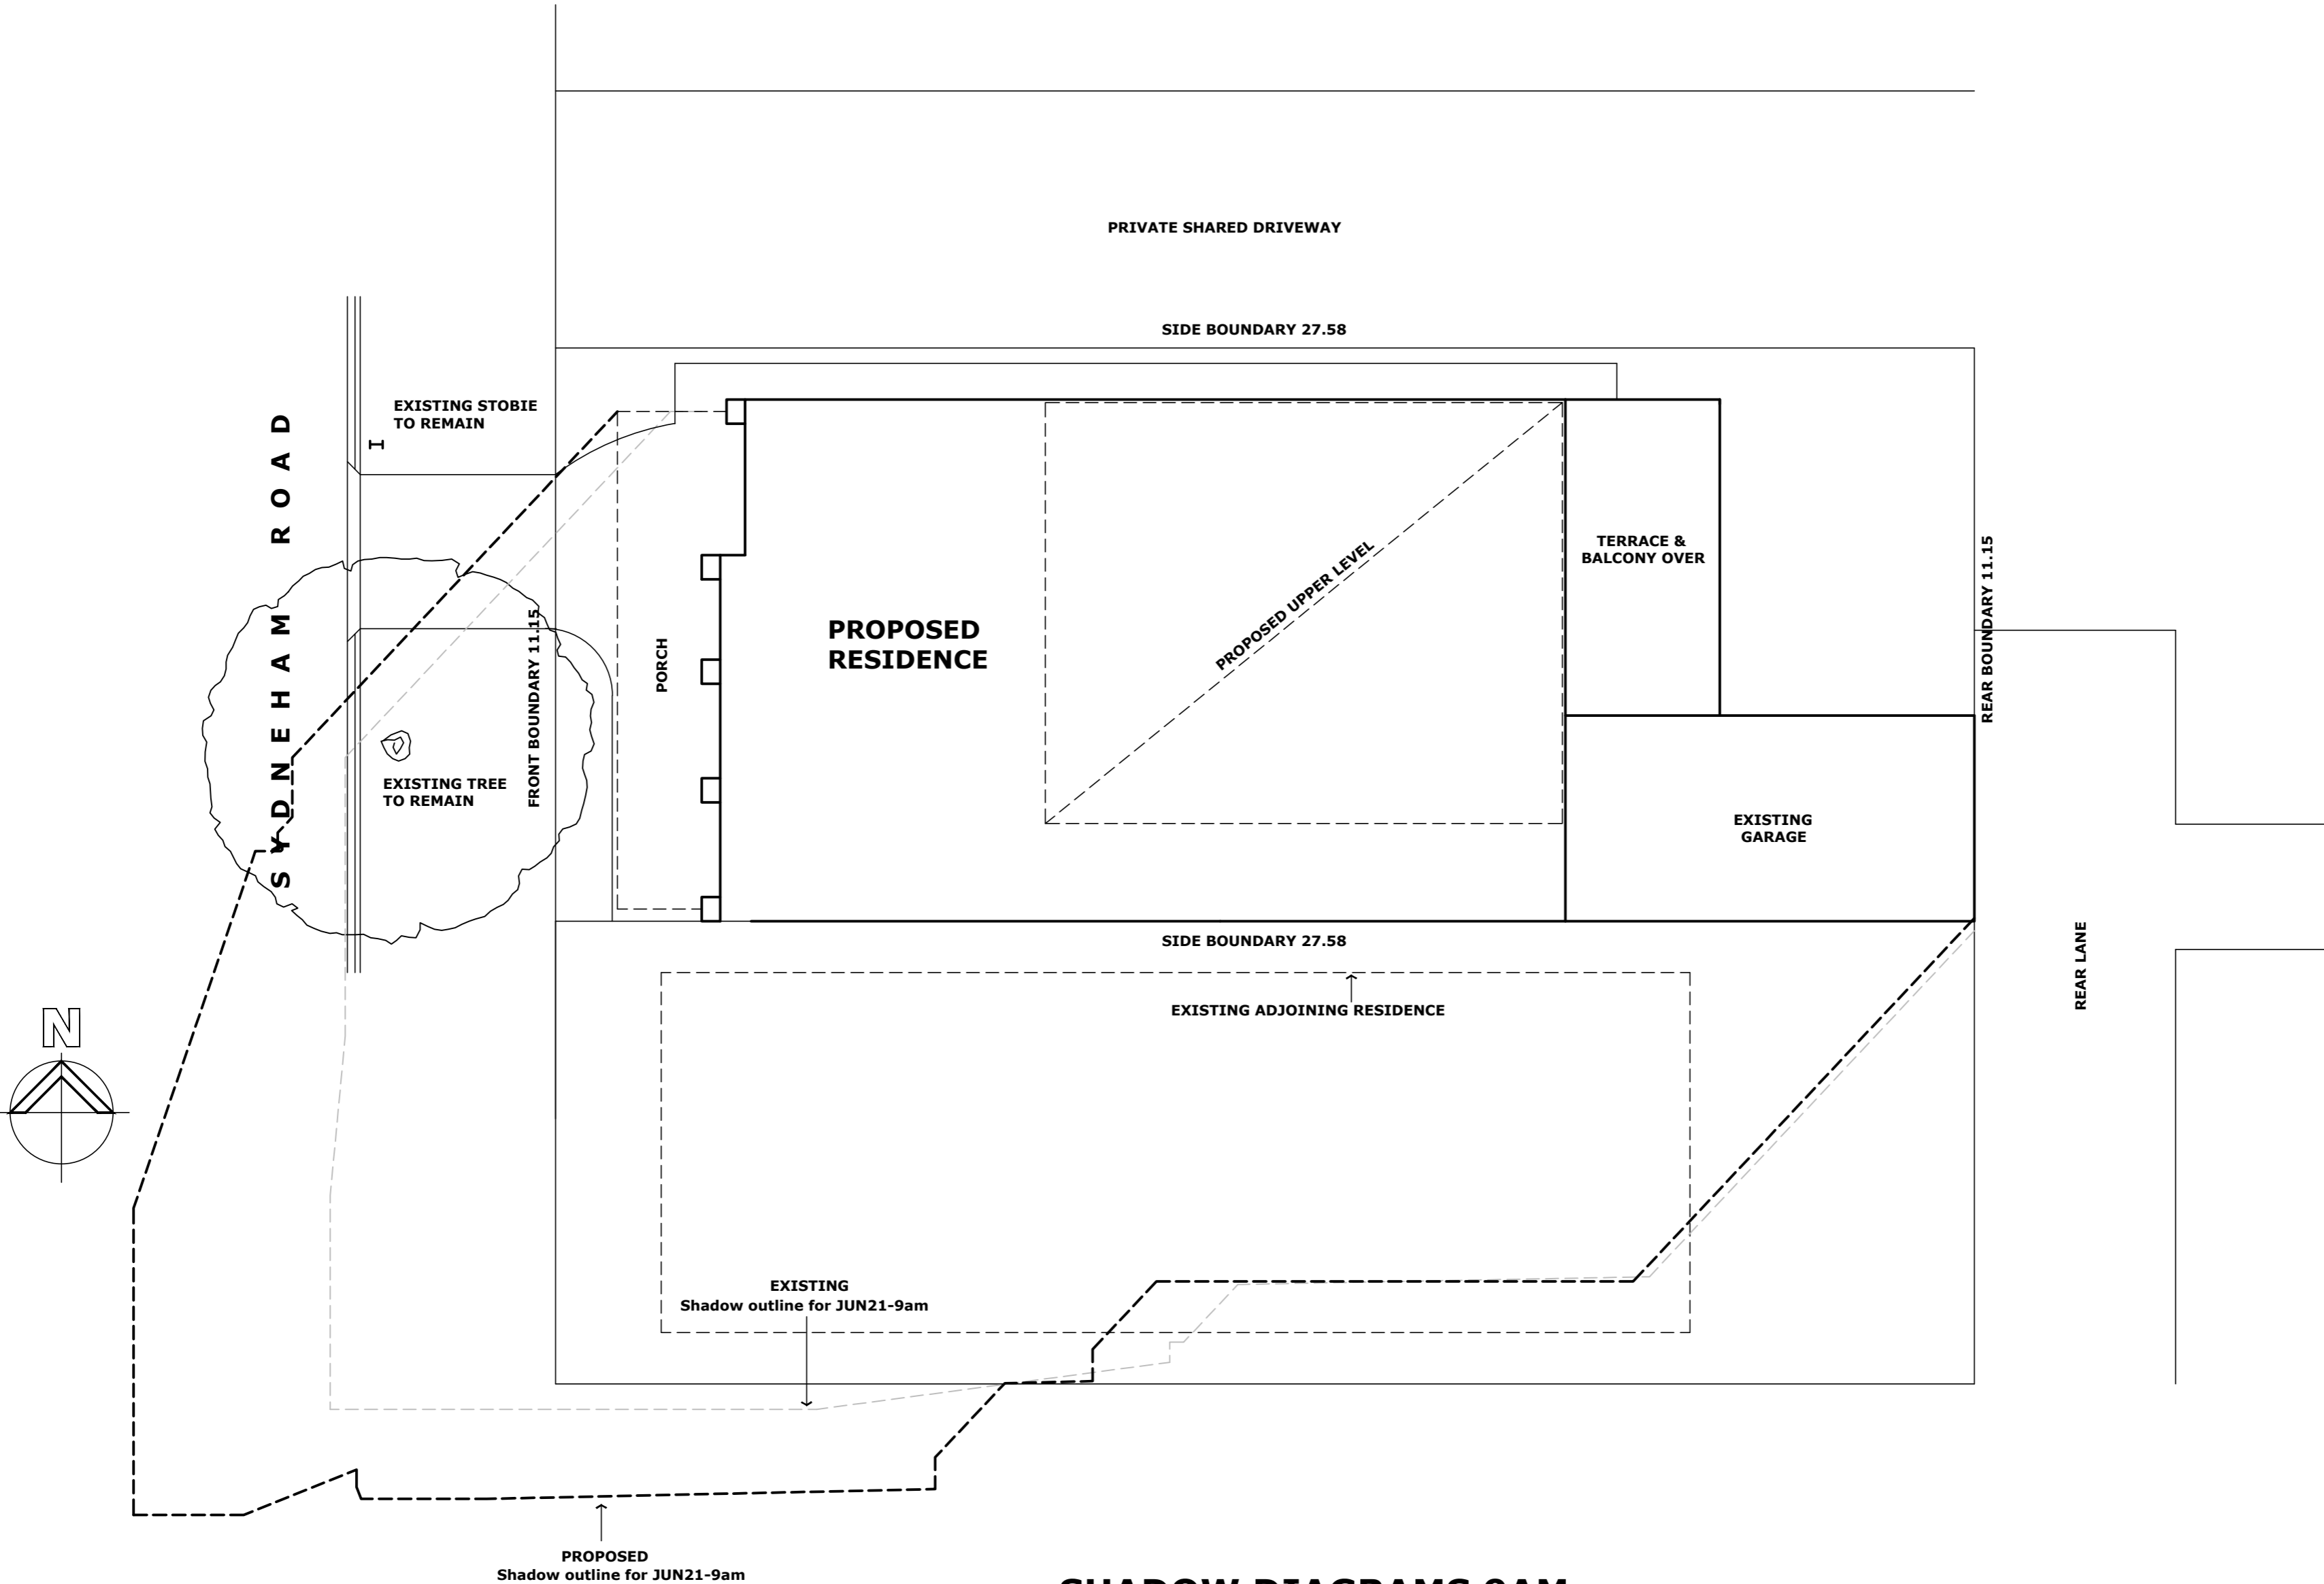 PRIVATE SHARED DRIVEWAY
SIDE BOUNDARY 27.58
EXISTING STOBIE
TO REMAIN
SYDNEHAM ROAD
TERRACE &
BALCONY OVER
PROPOSED UPPER LEVEL
PROPOSED
RESIDENCE
PORCH
FRONT BOUNDARY 11.15
REAR BOUNDARY 11.15
EXISTING TREE
TO REMAIN
EXISTING
GARAGE
SIDE BOUNDARY 27.58
REAR LANE
EXISTING ADJOINING RESIDENCE
N
EXISTING
Shadow outline for JUN21-9am
PROPOSED
Shadow outline for JUN21-9am
SHADOW DIAGRAMS 9AM